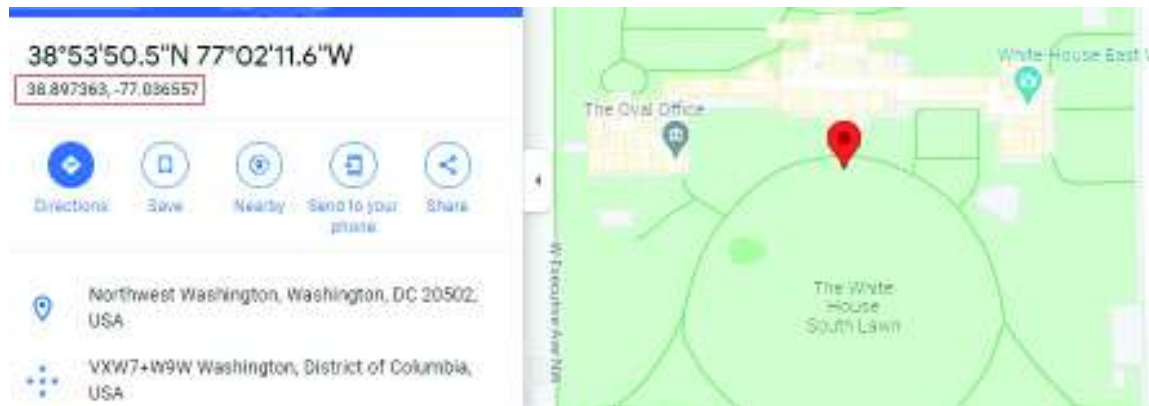 38°53'50.5"N 77°02'11.6"W
38.897363, -77.036557
Directions
Save
Nearby
Send to your
phone
Share
Northwest Washington, Washington, DC 20502,
USA
VXW7+W9W Washington, District of Columbia,
USA
White House East
The Oval Office
W Executive Ave NW
The White
House
South Lawn